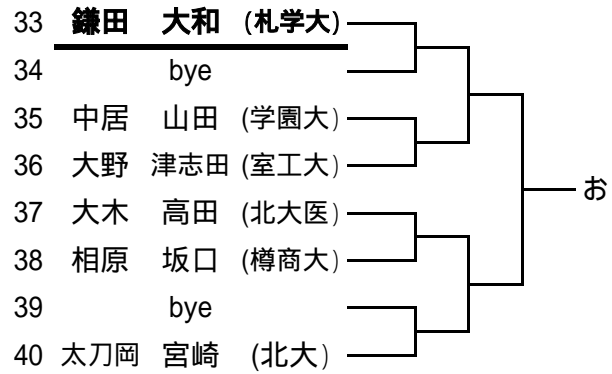 33 鎌田 大和 (札学大)
34 bye
35 中居 山田 (学園大)
36 大野 津志田 (室工大)
お
37 大木 高田 (北大医)
38 相原 坂口 (樽商大)
39 bye
40 太刀岡 宮崎 (北大)